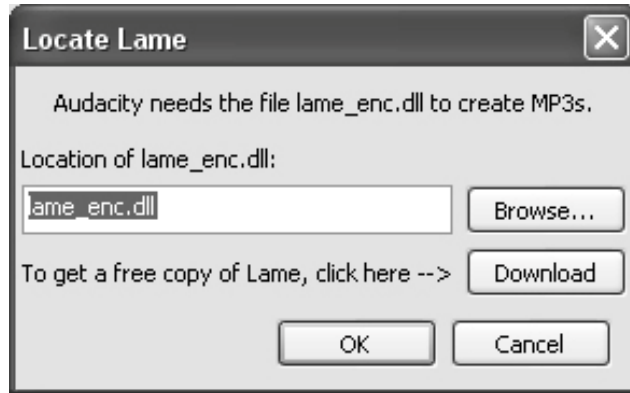 Locate Lame
Audacity needs the file lame_enc.dll to create MP3s.
Location of lame_enc.dll:
lame_enc.dll
Browse...
To get a free copy of Lame, click here -->
Download
OK
Cancel